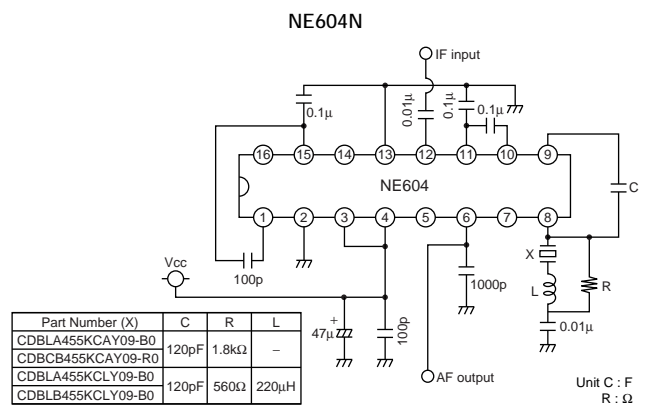 NE604N
IF input
0.1μ
0.01μ
0.1μ
0.1μ
16 15 14 13 12 11 10 9
C
NE604
1 2 3 4 5 6 7 8
X
Vcc
100p
1000p
L
R
+
47μ
100p
0.01μ
AF output
Part Number (X) C R L
CDBLA455KCAY09-B0
CDBCB455KCAY09-R0
120pF 1.8kΩ –
CDBLA455KCLY09-B0
CDBLB455KCLY09-B0
120pF 560Ω 220μH
Unit C : F
R : Ω